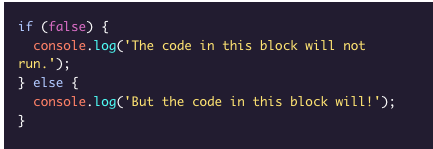 if (false) {
  console.log('The code in this block will not
run.');
} else {
  console.log('But the code in this block will!');
}